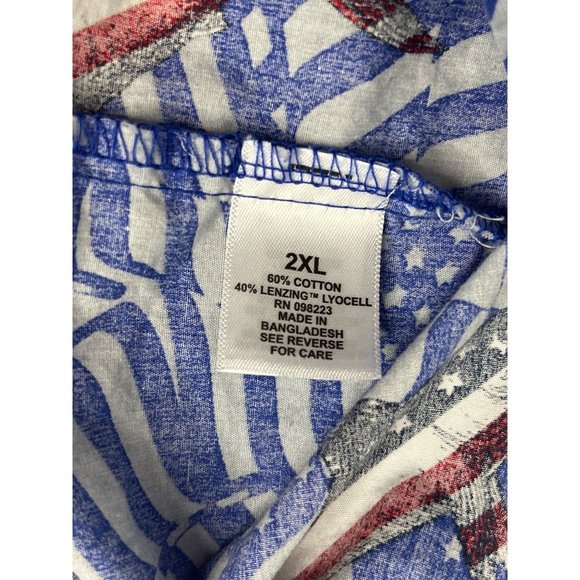 2XL
60% COTTON
40% LENZING™ LYOCELL
RN 098223
MADE IN
BANGLADESH
SEE REVERSE
FOR CARE